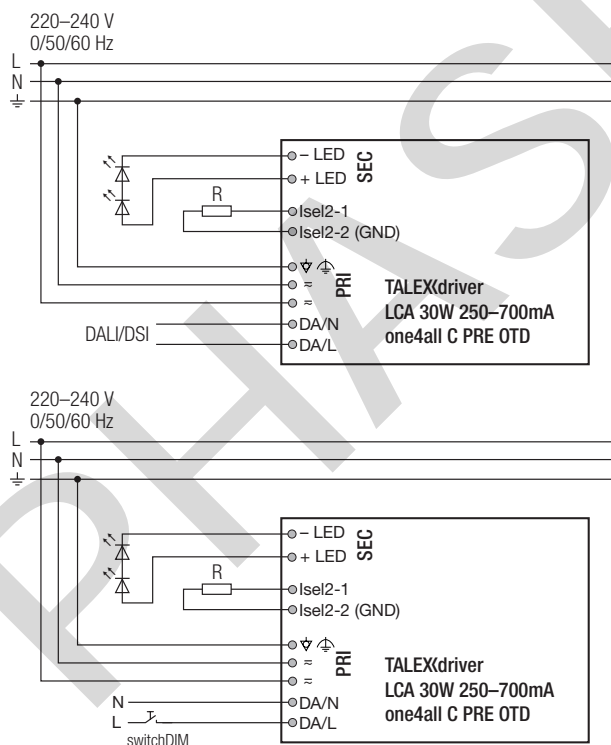 220–240 V
0/50/60 Hz
L
N
– LED
+ LED
SEC
R
Isel2-1
Isel2-2 (GND)
PRI
≂
≂
TALEXXdriver
LCA 30W 250–700mA
one4all C PRE OTD
DALI/DSI
DA/N
DA/L
220–240 V
0/50/60 Hz
L
N
– LED
+ LED
SEC
R
Isel2-1
Isel2-2 (GND)
PRI
≂
≂
TALEXXdriver
LCA 30W 250–700mA
one4all C PRE OTD
N
DA/N
L
DA/L
switchDIM